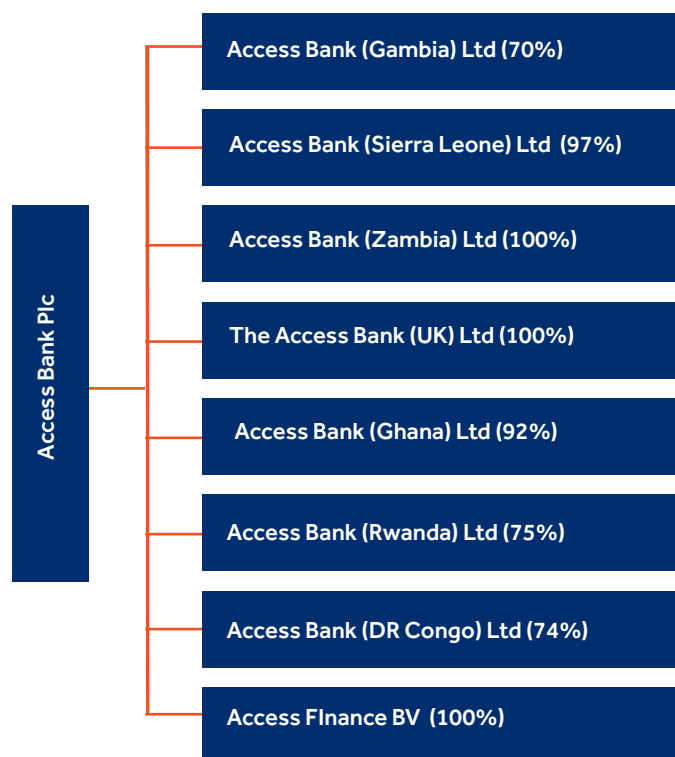 Access Bank Plc
Access Bank (Gambia) Ltd (70%)
Access Bank (Sierra Leone) Ltd (97%)
Access Bank (Zambia) Ltd (100%)
The Access Bank (UK) Ltd (100%)
Access Bank (Ghana) Ltd (92%)
Access Bank (Rwanda) Ltd (75%)
Access Bank (DR Congo) Ltd (74%)
Access FInance BV (100%)